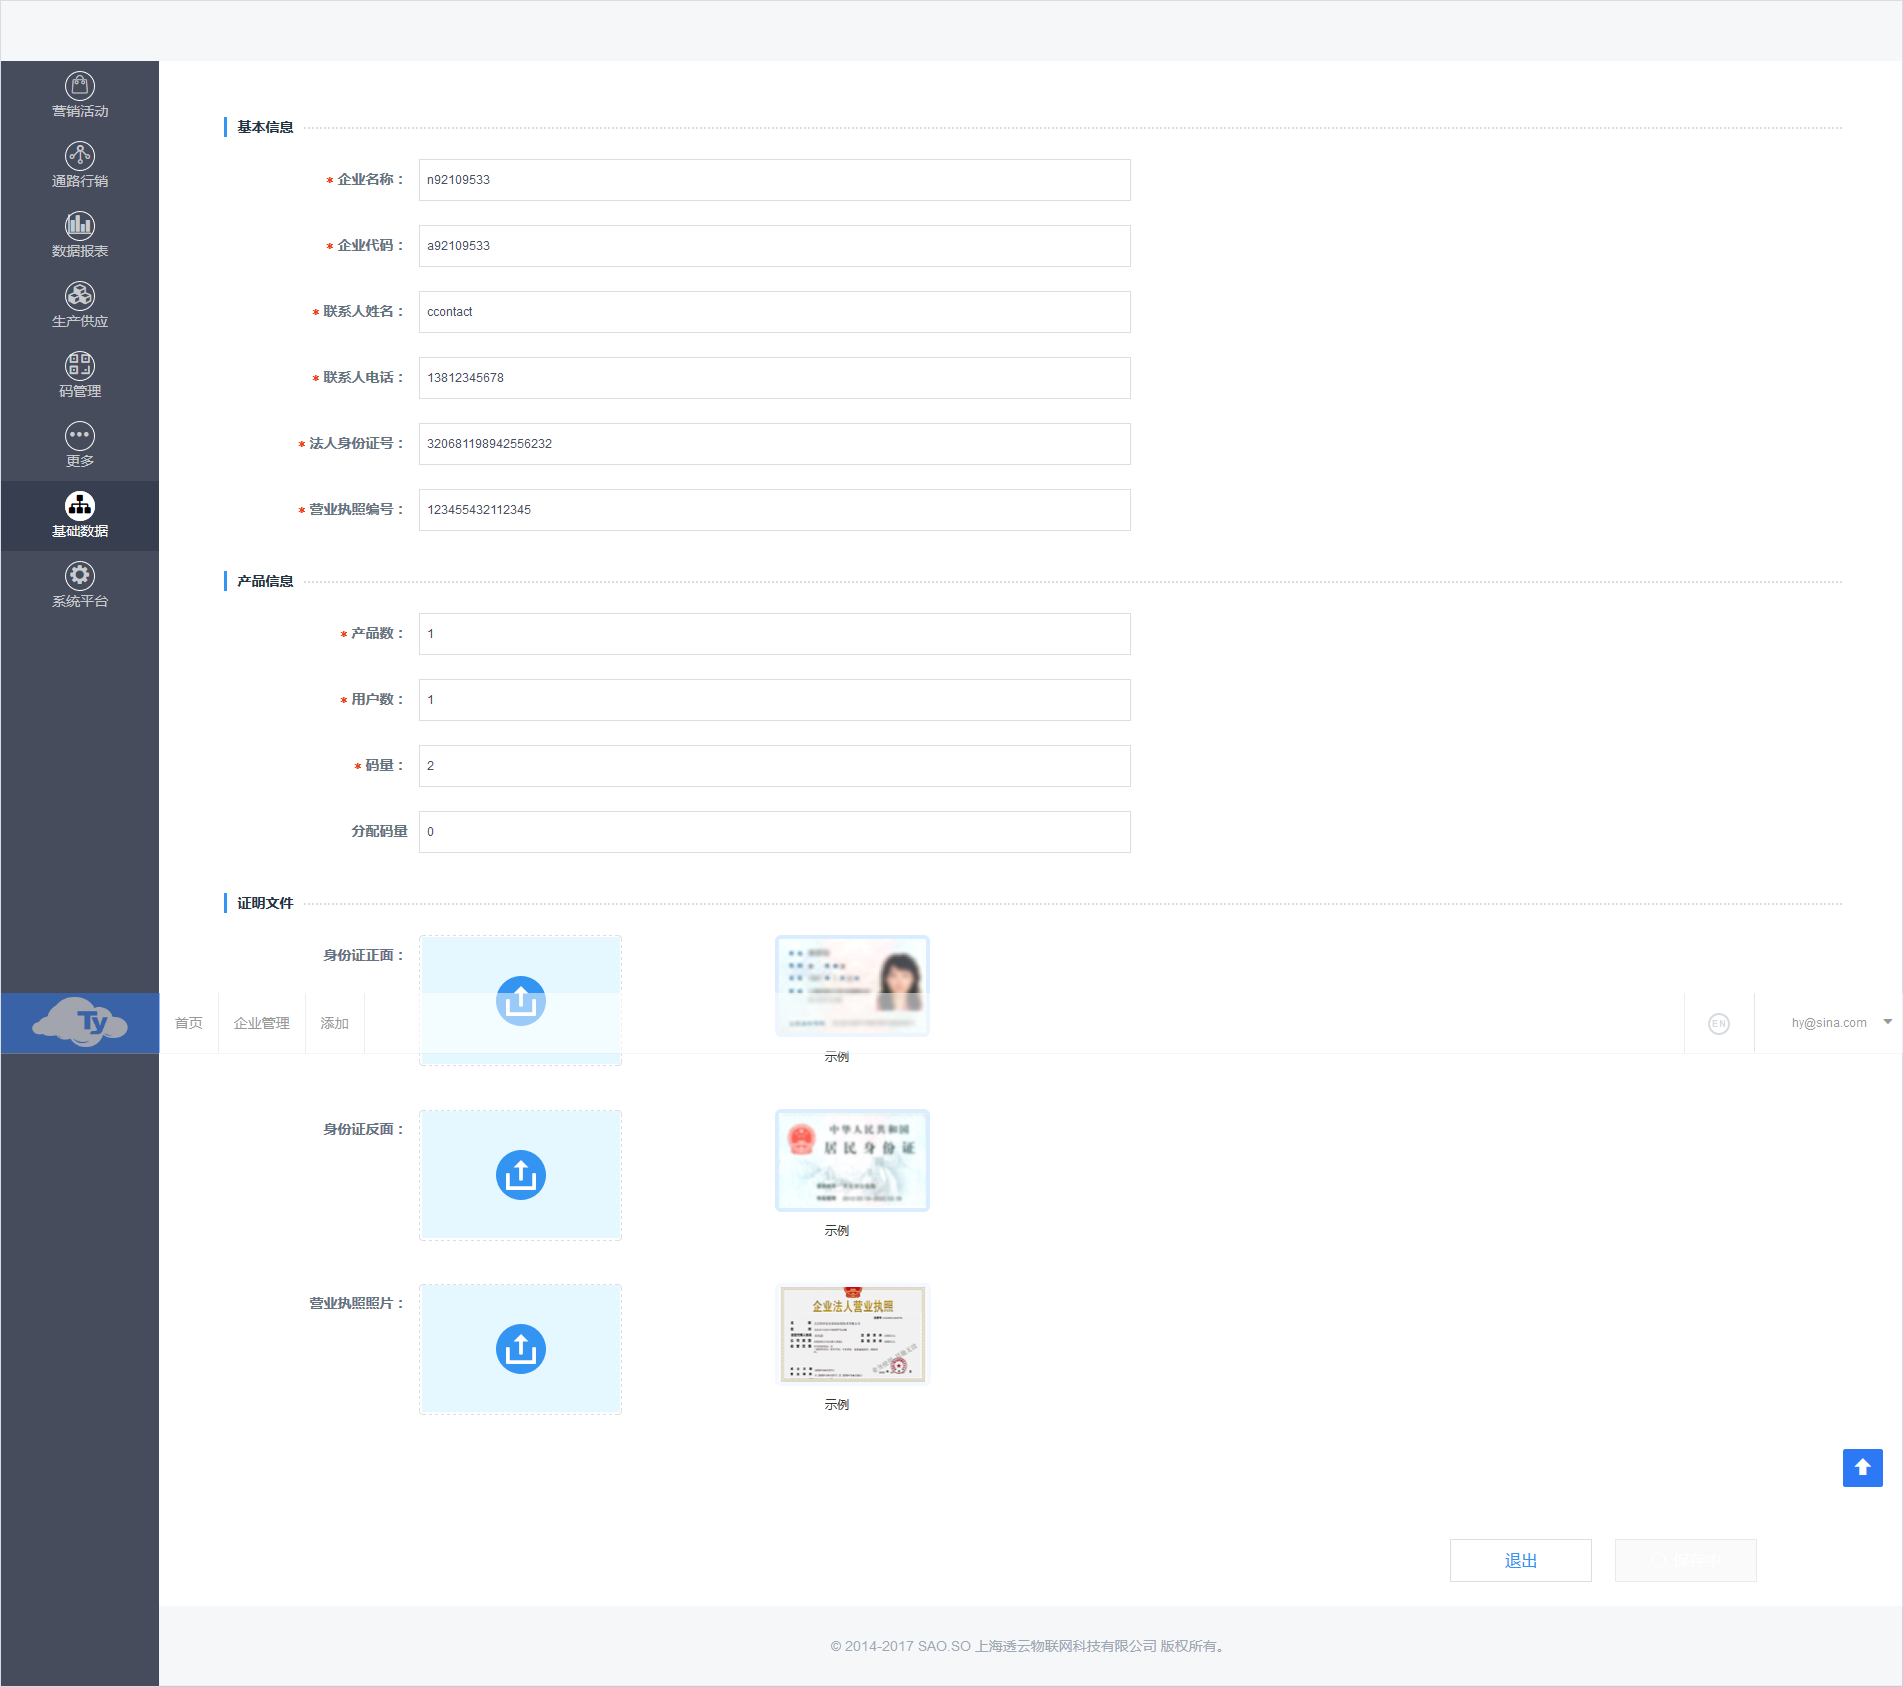 营销活动
通路行销
数据报表
生产供应
码管理
更多
基础数据
系统平台
基本信息
* 企业名称： n92109533
* 企业代码： a92109533
* 联系人姓名： ccontact
* 联系人电话： 13812345678
* 法人身份证号： 320681198942556232
* 营业执照编号： 123455432112345
产品信息
* 产品数： 1
* 用户数： 1
* 码量： 2
分配码量 0
证明文件
身份证正面：
Ty 首页 企业管理 添加 EN hy@sina.com
示例
身份证反面：
中华人民共和国
居民身份证
示例
营业执照照片：
企业法人营业执照
示例
退出
© 2014-2017 SAO.SO 上海透云物联网科技有限公司 版权所有。